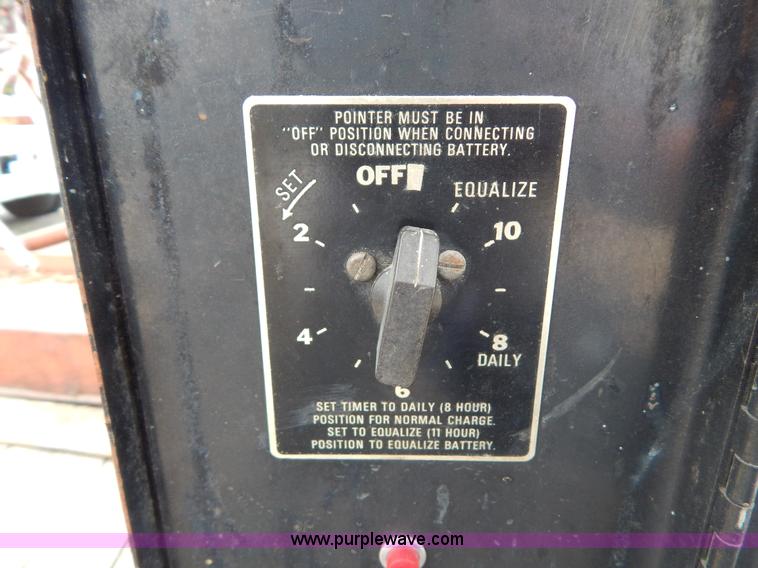 POINTER MUST BE IN
"OFF" POSITION WHEN CONNECTING
OR DISCONNECTING BATTERY.
OFF
SET
EQUALIZE
2
10
4
8
DAILY
6
SET TIMER TO DAILY (8 HOUR)
POSITION FOR NORMAL CHARGE.
SET TO EQUALIZE (11 HOUR)
POSITION TO EQUALIZE BATTERY.
www.purplewave.com